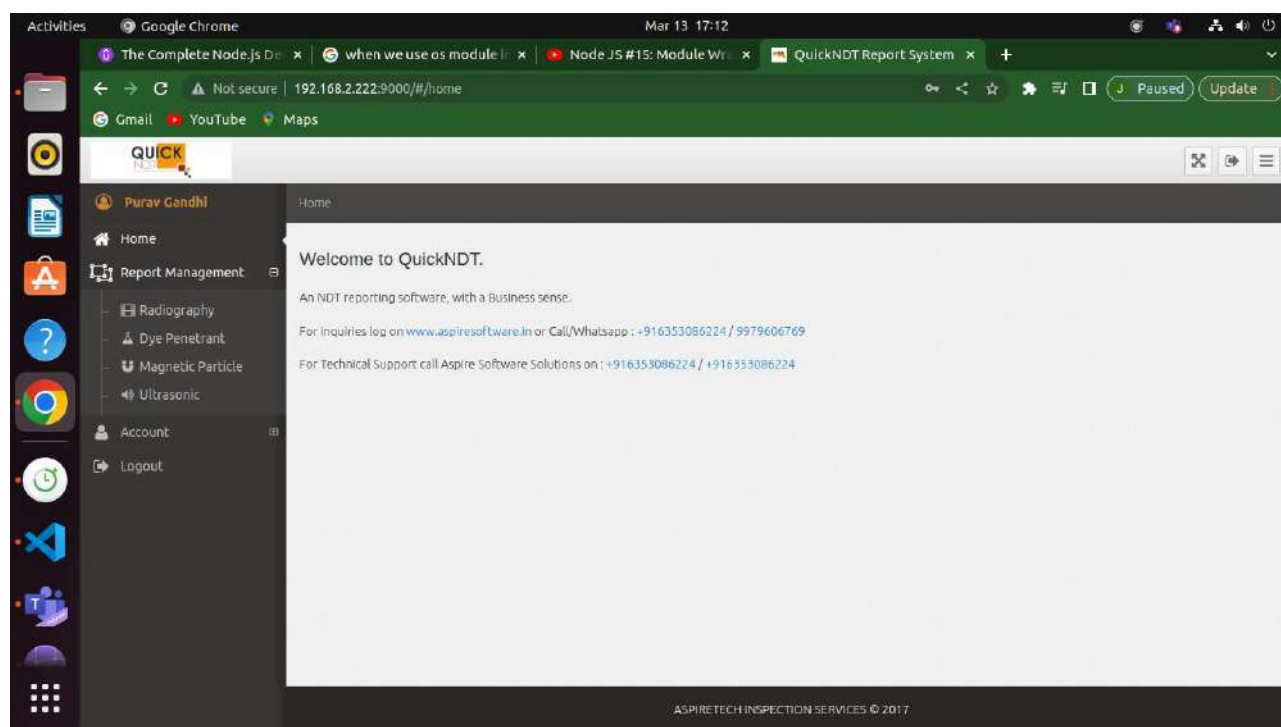 Activities Google Chrome Mar 13 17:12
The Complete Node.js De when we use os module i Node JS #15: Module Wra QuickNDT Report System
Not secure 192.168.2.222:9000/#/home J Paused Update
Gmail YouTube Maps
QUICK
NDT
Purav Gandhi Home
Home
Report Management
Radiography
Dye Penetrant
Magnetic Particle
Ultrasonic
Account
Logout
Welcome to QuickNDT.
An NDT reporting software, with a Business sense.
For inquiries log on www.aspiresoftware.in or Call/Whatsapp : +916353086224 / 9979606769
For Technical Support call Aspire Software Solutions on : +916353086224 / +916353086224
ASPIRETECH INSPECTION SERVICES © 2017